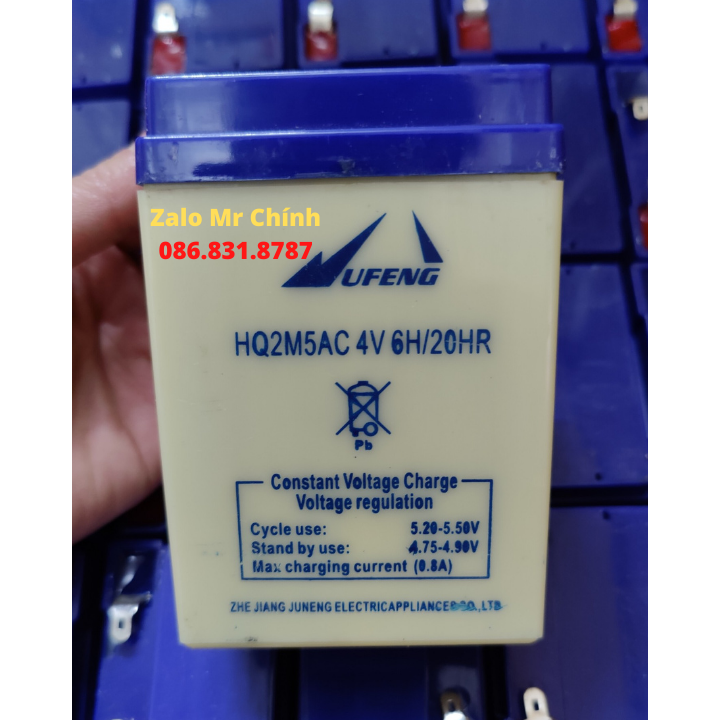 Zalo Mr Chính
086.831.8787
UFENG
HQ2M5AC 4V 6H/20HR
Pb
Constant Voltage Charge
Voltage regulation
Cycle use: 5.20-5.50V
Stand by use: 4.75-4.90V
Max charging current (0.8A)
ZHE JIANG JUNENG ELECTRICAPPLIANCES CO.,LTD